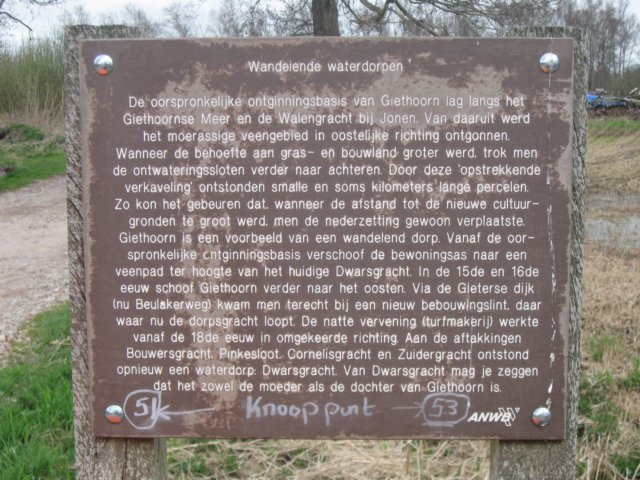 Wandelende waterdorpen
De oorspronkelijke ontginningsbasis van Giethoorn lag langs het
Giethoornse Meer en de Walengracht bij Jonen. Van daaruit werd
het moerassige veengebied in oostelijke richting ontgonnen.
Wanneer de behoefte aan gras- en bouwland groter werd, trok men
de ontwateringssloten verder naar achteren. Door deze 'opstrekkende
verkaveling' ontstonden smalle en soms kilometers lange percelen.
Zo kon het gebeuren dat, wanneer de afstand tot de nieuwe cultuur-
gronden te groot werd, men de nederzetting gewoon verplaatste.
Giethoorn is een voorbeeld van een wandelend dorp. Vanaf de oor-
spronkelijke ontginningsbasis verschoof de bewoningsas naar een
veenpad ter hoogte van het huidige Dwarsgracht. In de 15de en 16de
eeuw schoof Giethoorn verder naar het oosten. Via de Gieterse dijk
(nu Beulakerweg) kwam men terecht bij een nieuw bebouwingslint, daar
waar nu de dorpsgracht loopt. De natte vervening (turfmakerij) werkte
vanaf de 18de eeuw in omgekeerde richting. Aan de aftakkingen
Bouwersgracht, Pinkesloot, Cornelisgracht en Zuidergracht ontstond
opnieuw een waterdorp: Dwarsgracht. Van Dwarsgracht mag je zeggen
dat het zowel de moeder als de dochter van Giethoorn is.
Knooppunt 53 ANWB